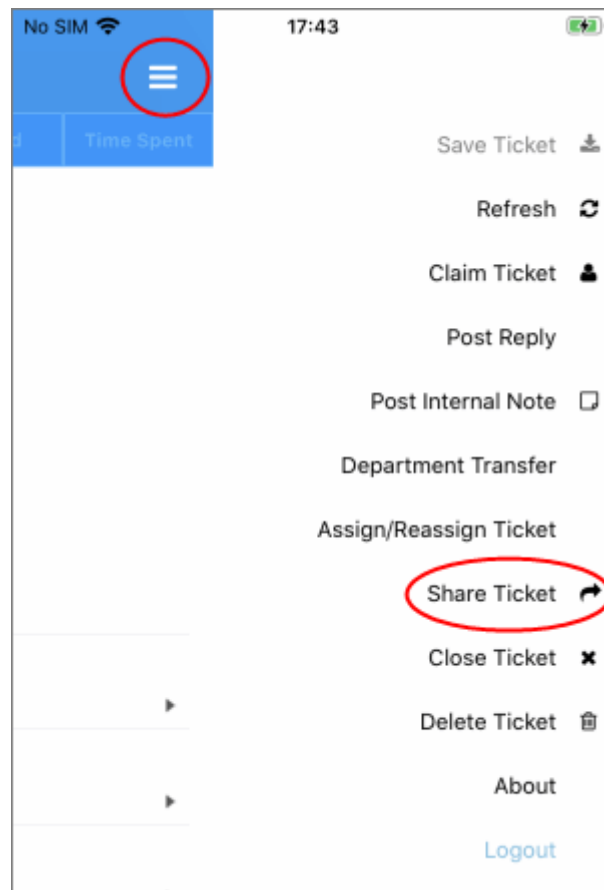 No SIM 17:43
d Time Spent
Save Ticket
Refresh
Claim Ticket
Post Reply
Post Internal Note
Department Transfer
Assign/Reassign Ticket
Share Ticket
Close Ticket
Delete Ticket
About
Logout